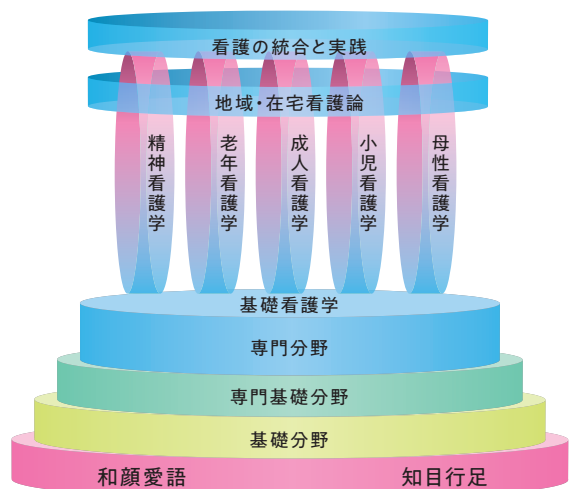 看護の統合と実践
地域・在宅看護論
精神看護学
老年看護学
成人看護学
小児看護学
母性看護学
基礎看護学
専門分野
専門基礎分野
基礎分野
和顔愛語
知目行足